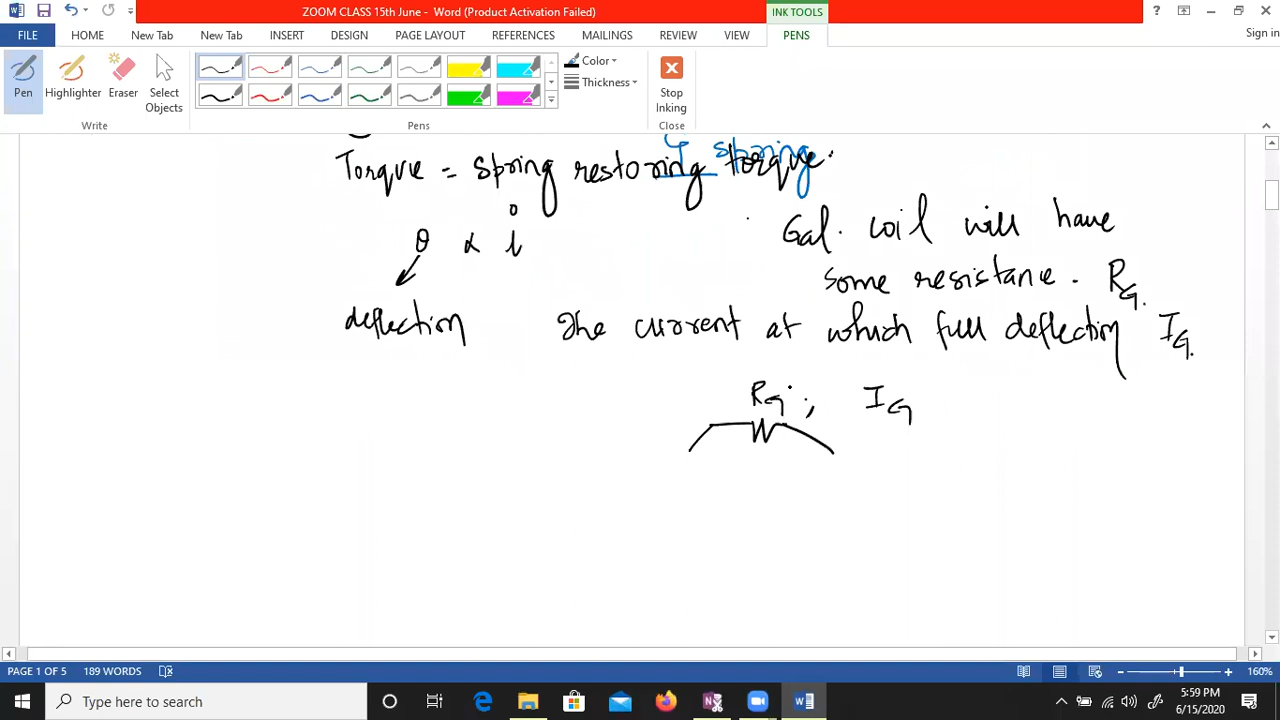 ZOOM CLASS 15th June - Word (Product Activation Failed)
INK TOOLS
FILE HOME New Tab New Tab INSERT DESIGN PAGE LAYOUT REFERENCES MAILINGS REVIEW VIEW PENS
Sign in
Pen Highlighter Eraser Select Objects
Color
Thickness
Stop Inking
Write Pens Close
spring
Torque = spring restoring torque.
θ ∝ i
deflection
Gal. coil will have
some resistance. RG.
The current at which full deflection IG.
RG ; IG
PAGE 1 OF 5 189 WORDS 160%
Type here to search
5:59 PM
6/15/2020